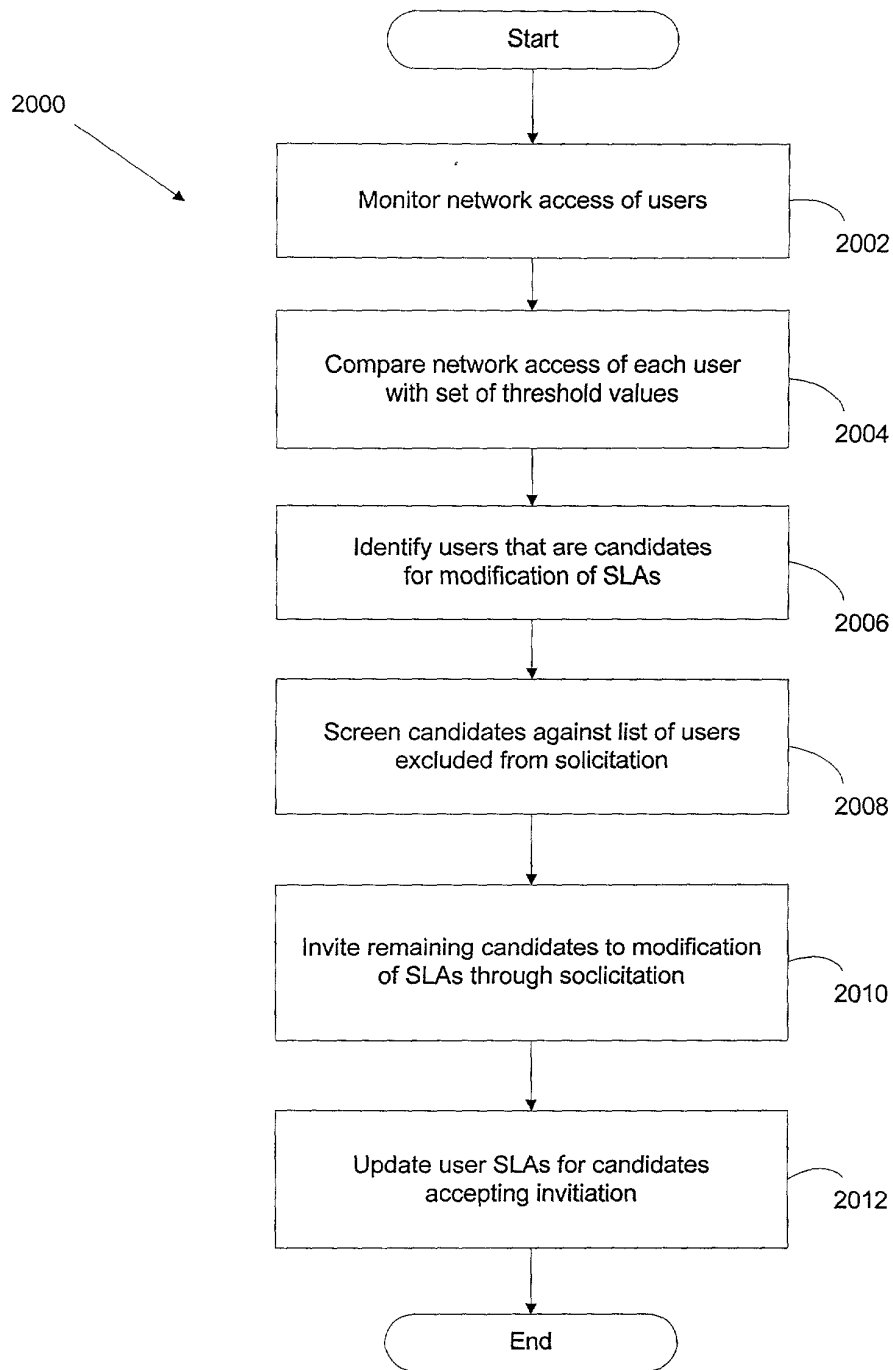 Start
2000
Monitor network access of users
2002
Compare network access of each user
with set of threshold values
2004
Identify users that are candidates
for modification of SLAs
2006
Screen candidates against list of users
excluded from solicitation
2008
Invite remaining candidates to modification
of SLAs through soclicitation
2010
Update user SLAs for candidates
accepting invitiation
2012
End